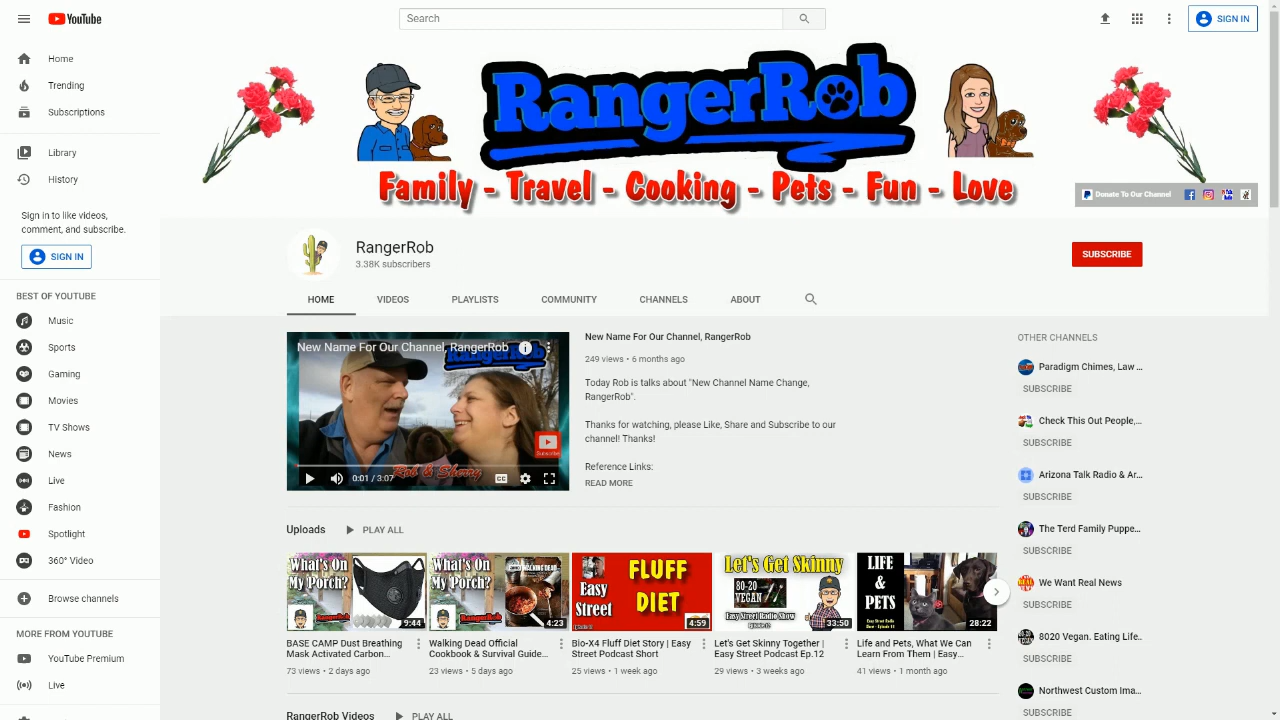 YouTube
Search
SIGN IN
Home
Trending
Subscriptions
Library
History
Sign in to like videos,
comment, and subscribe.
SIGN IN
BEST OF YOUTUBE
Music
Sports
Gaming
Movies
TV Shows
News
Live
Fashion
Spotlight
360° Video
Browse channels
MORE FROM YOUTUBE
YouTube Premium
Live
RangerRob
Family - Travel - Cooking - Pets - Fun - Love
Donate To Our Channel
RangerRob
3.38K subscribers
SUBSCRIBE
HOME VIDEOS PLAYLISTS COMMUNITY CHANNELS ABOUT
New Name For Our Channel, RangerRob
RangerRob
Subscribe
Rob & Sherry
0:01 / 3:07
CC
New Name For Our Channel, RangerRob
249 views • 6 months ago
Today Rob is talks about "New Channel Name Change,
RangerRob".
Thanks for watching, please Like, Share and Subscribe to our
channel! Thanks!
Reference Links:
READ MORE
Uploads PLAY ALL
What's On
My Porch?
RangerRob
9:44
BASE CAMP Dust Breathing
Mask Activated Carbon...
73 views • 2 days ago
What's On
My Porch?
RangerRob
WALKING DEAD
4:23
Walking Dead Official
Cookbook & Survival Guide...
23 views • 5 days ago
Easy
Street
FLUFF
DIET
4:59
Bio-X4 Fluff Diet Story | Easy
Street Podcast Short
25 views • 1 week ago
Let's Get Skinny
80-20
VEGAN
Easy Street Radio Show
33:50
Let's Get Skinny Together |
Easy Street Podcast Ep.12
29 views • 3 weeks ago
LIFE
&
PETS
28:22
Life and Pets, What We Can
Learn From Them | Easy...
41 views • 1 month ago
RangerRob Videos PLAY ALL
OTHER CHANNELS
Paradigm Chimes, Law ...
SUBSCRIBE
Check This Out People,...
SUBSCRIBE
Arizona Talk Radio & Ar...
SUBSCRIBE
The Terd Family Puppe...
SUBSCRIBE
We Want Real News
SUBSCRIBE
8020 Vegan. Eating Life..
SUBSCRIBE
Northwest Custom Ima...
SUBSCRIBE